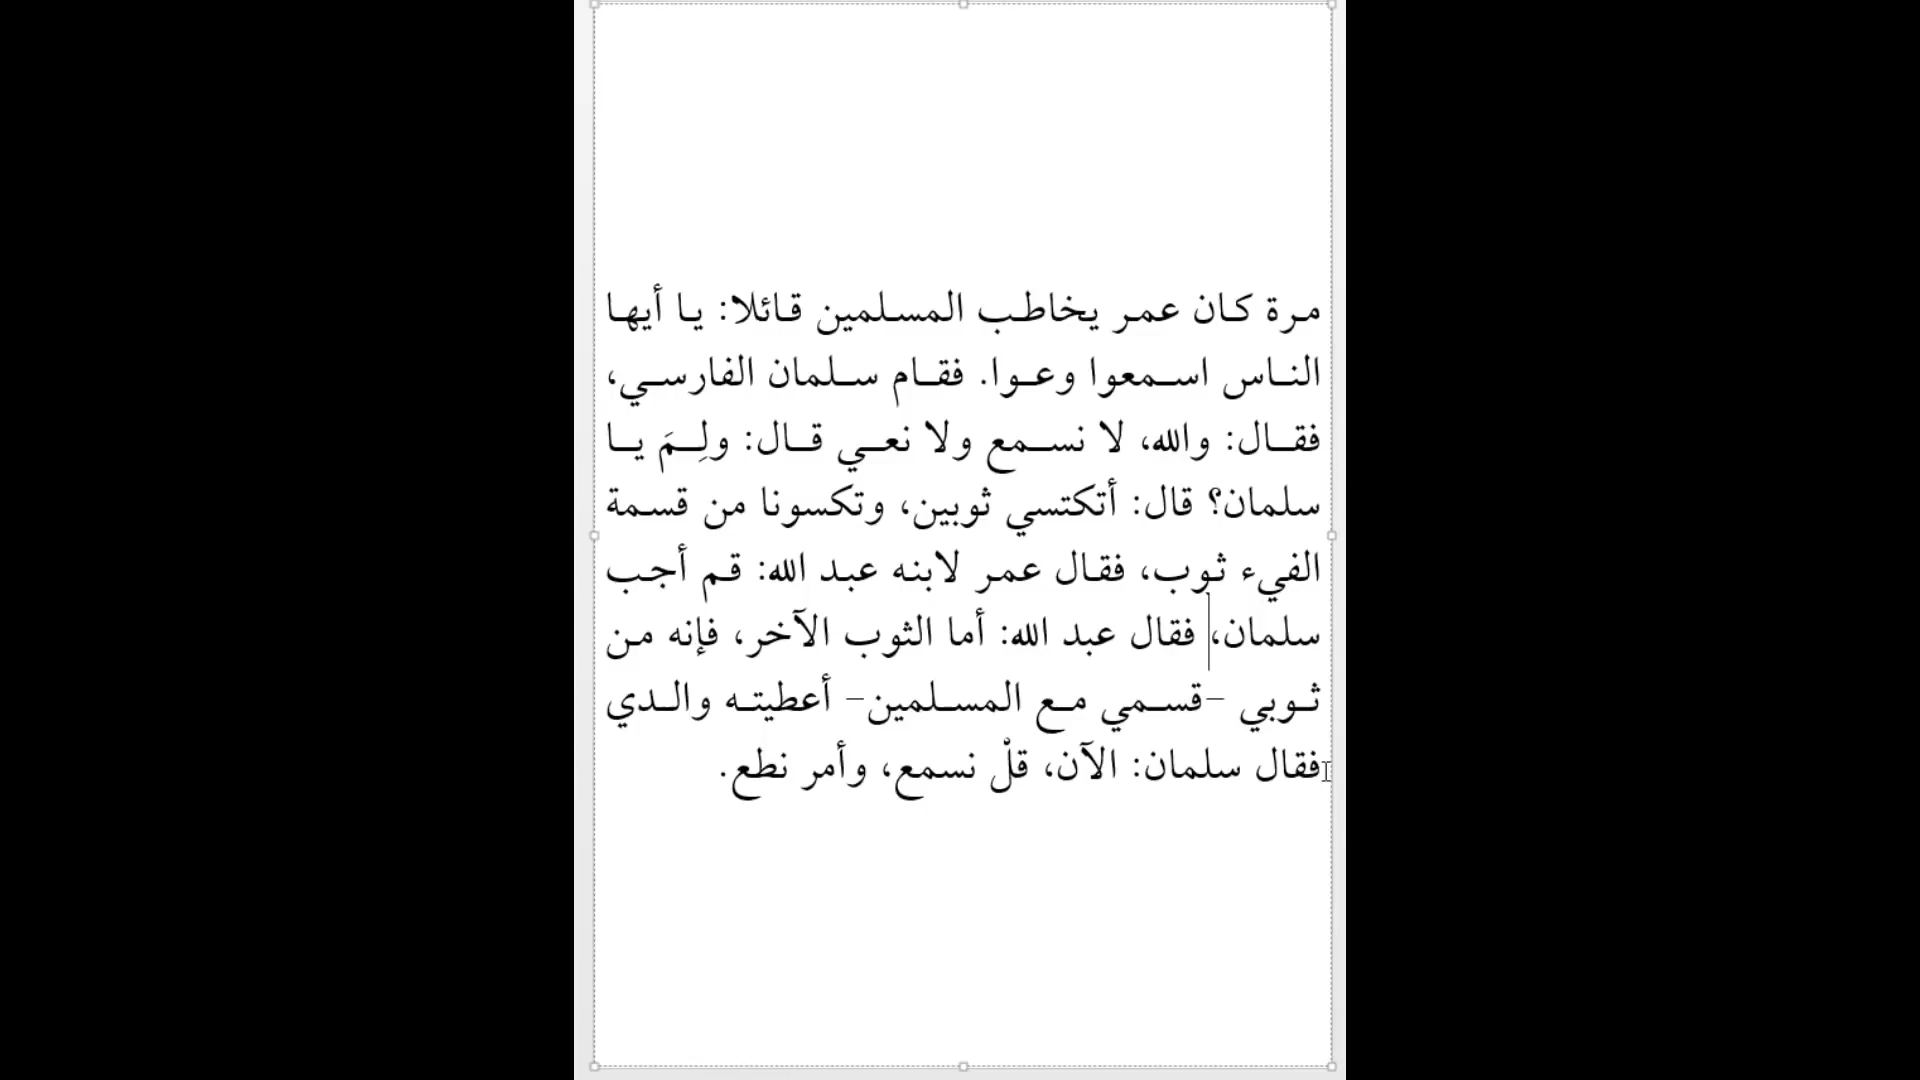 مرة كان عمر يخاطب المسلمين قائلا: يا أيها
الناس اسمعوا وعوا. فقام سلمان الفارسي،
فقال: والله، لا نسمع ولا نعي قال: ولِمَ يا
سلمان؟ قال: أتكتسي ثوبين، وتكسونا من قسمة
الفيء ثوب، فقال عمر لابنه عبد الله: قم أجب
سلمان، فقال عبد الله: أما الثوب الآخر، فإنه من
ثوبي –قسمي مع المسلمين– أعطيته والدي
فقال سلمان: الآن، قلْ نسمع، وأمر نطع.